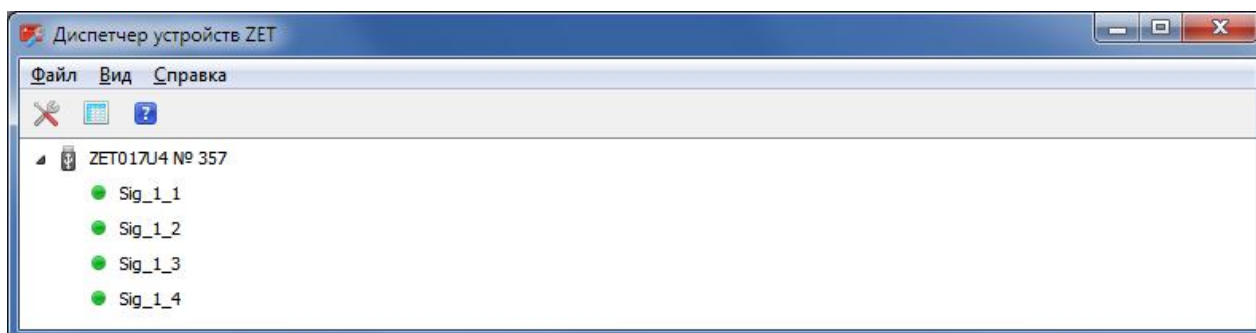 Диспетчер устройств ZET
Файл Вид Справка
ZET017U4 № 357
Sig_1_1
Sig_1_2
Sig_1_3
Sig_1_4